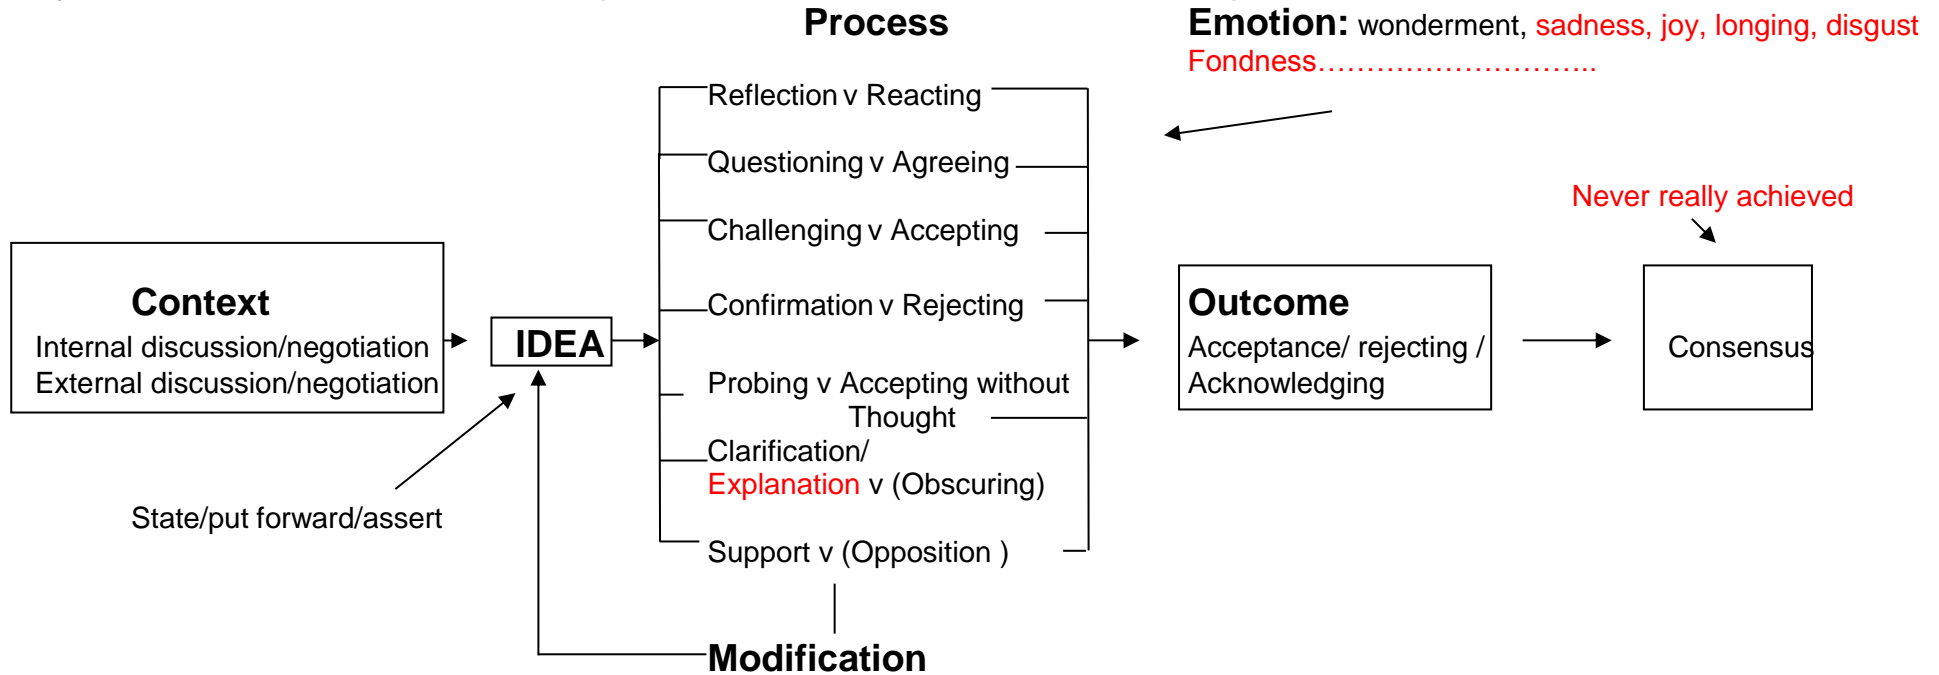 Process
Emotion: wonderment, sadness, joy, longing, disgust
Fondness………………………..
Reflection v Reacting
Questioning v Agreeing
Challenging v Accepting
Confirmation v Rejecting
Probing v Accepting without
Thought
Clarification/
Explanation v (Obscuring)
Support v (Opposition )
Modification
Context
Internal discussion/negotiation
External discussion/negotiation
IDEA
State/put forward/assert
Outcome
Acceptance/ rejecting /
Acknowledging
Never really achieved
Consensus